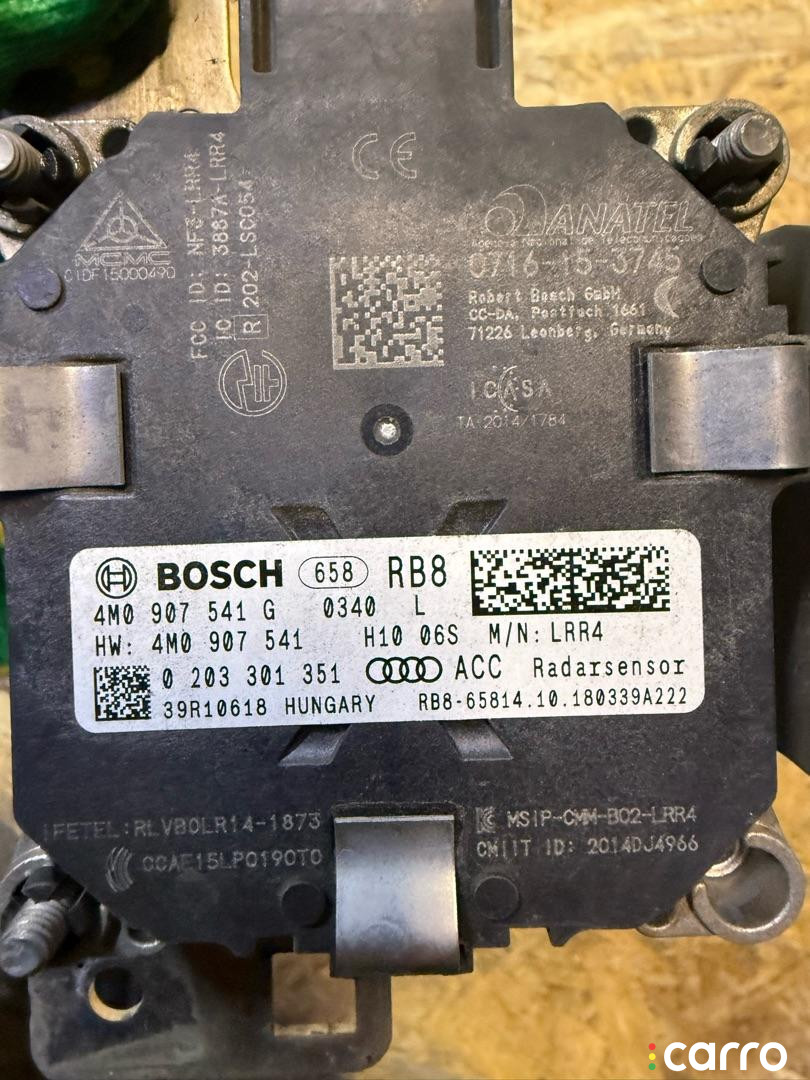 CE
FCC ID: NF3-LRR4
IC ID: 3887A-LRR4
R 202-LSC054
MCMC
CIDF15000490
ANATEL
Agência Nacional de Telecomunicações
0716-15-3745
Robert Bosch GmbH
CC-DA, Postfach 1661
71226 Leonberg, Germany
ICASA
TA-2014/1784
BOSCH 658 RB8
4M0 907 541 G 0340 L
HW: 4M0 907 541 H10 06S M/N: LRR4
0 203 301 351 ACC Radarsensor
39R10618 HUNGARY RB8-65814.10.180339A222
IFETEL: RLVBOLR14-1873
MSIP-CMM-B02-LRR4
CCAE15LP0190T0
CMIIT ID: 2014DJ4966
carro